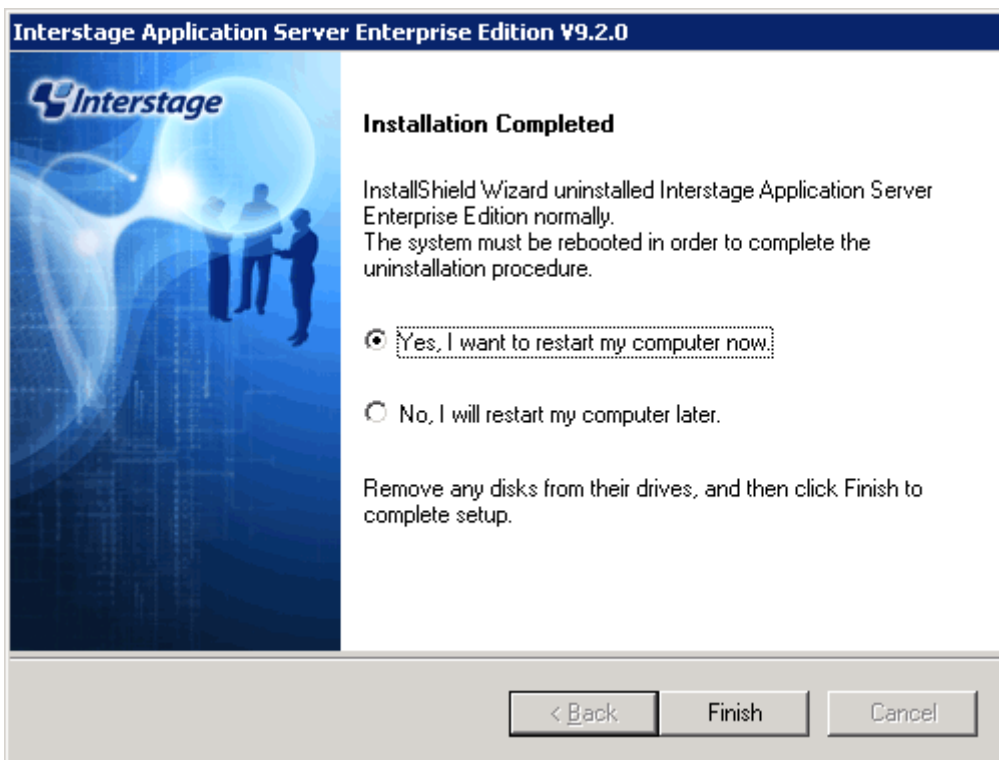 Interstage Application Server Enterprise Edition V9.2.0
Interstage
Installation Completed
InstallShield Wizard uninstalled Interstage Application Server
Enterprise Edition normally.
The system must be rebooted in order to complete the
uninstallation procedure.
Yes, I want to restart my computer now.
No, I will restart my computer later.
Remove any disks from their drives, and then click Finish to
complete setup.
< Back Finish Cancel